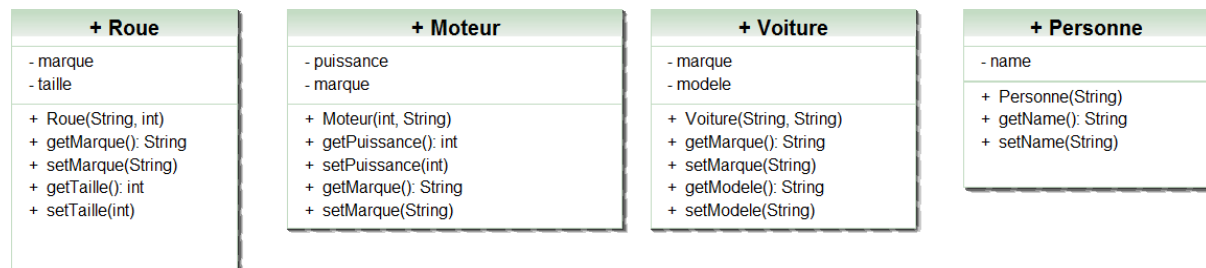 + Roue
- marque
- taille
+ Roue(String, int)
+ getMarque(): String
+ setMarque(String)
+ getTaille(): int
+ setTaille(int)
+ Moteur
- puissance
- marque
+ Moteur(int, String)
+ getPuissance(): int
+ setPuissance(int)
+ getMarque(): String
+ setMarque(String)
+ Voiture
- marque
- modele
+ Voiture(String, String)
+ getMarque(): String
+ setMarque(String)
+ getModele(): String
+ setModele(String)
+ Personne
- name
+ Personne(String)
+ getName(): String
+ setName(String)